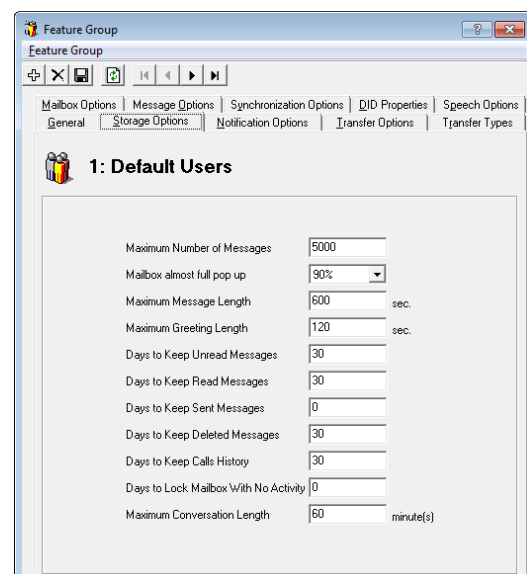 Feature Group
Feature Group
Mailbox Options Message Options Synchronization Options DID Properties Speech Options
General Storage Options Notification Options Transfer Options Transfer Types
1: Default Users
Maximum Number of Messages 5000
Mailbox almost full pop up 90%
Maximum Message Length 600 sec.
Maximum Greeting Length 120 sec.
Days to Keep Unread Messages 30
Days to Keep Read Messages 30
Days to Keep Sent Messages 0
Days to Keep Deleted Messages 30
Days to Keep Calls History 30
Days to Lock Mailbox With No Activity 0
Maximum Conversation Length 60 minute(s)